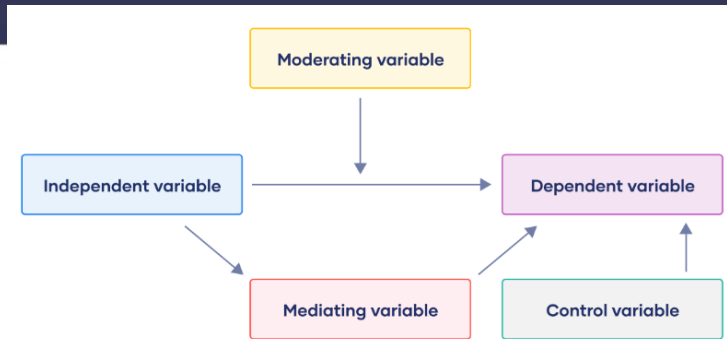 Moderating variable
Independent variable
Dependent variable
Mediating variable
Control variable